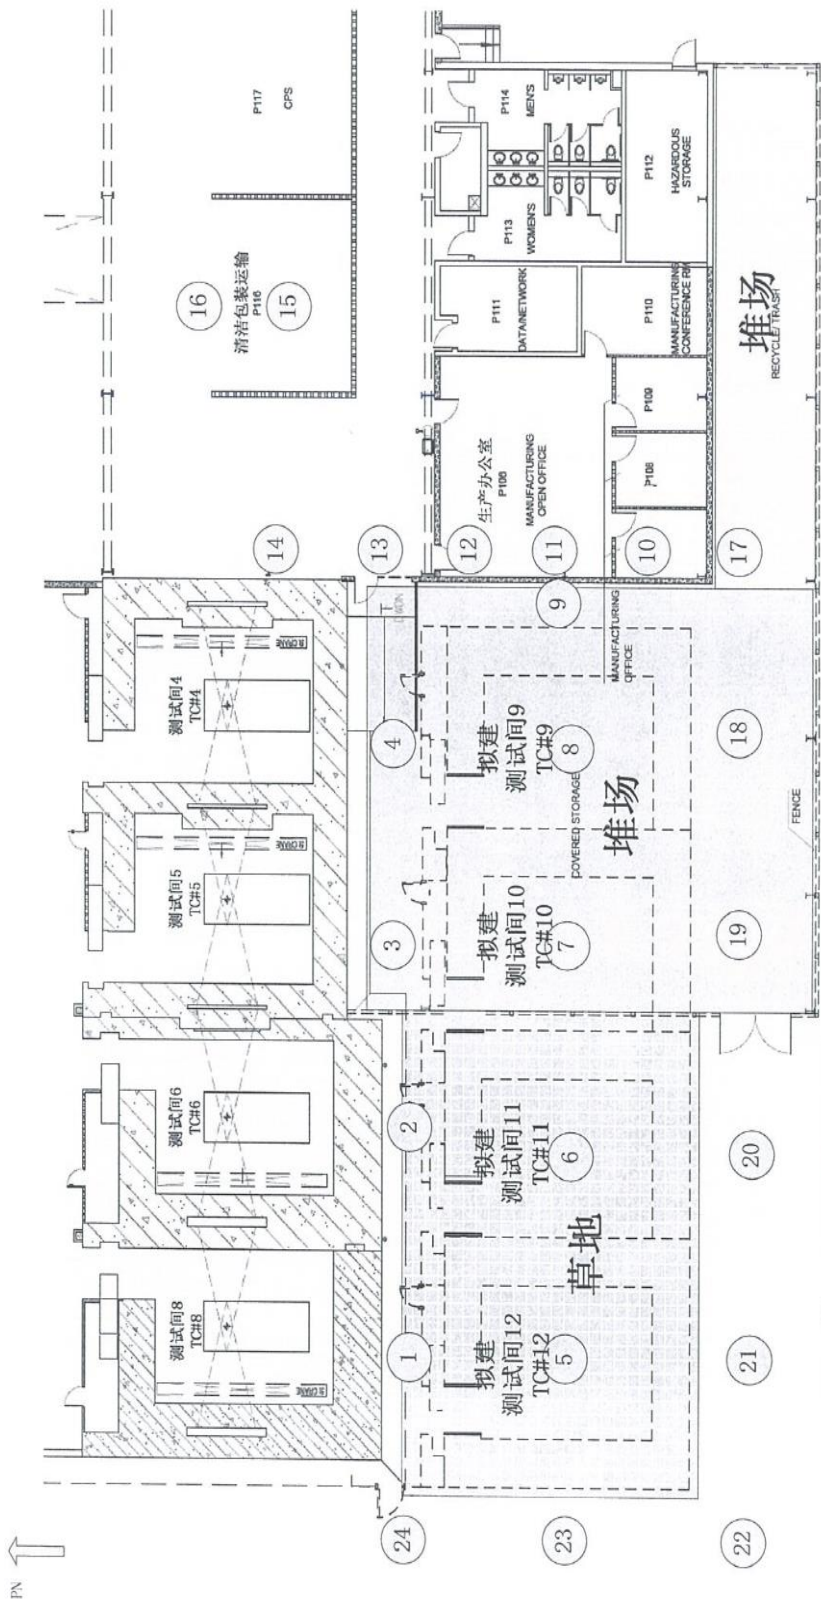 PN
24
23
22
测试间8
TC#8
1
拟建
测试间12
TC#12
5
21
草地
测试间6
TC#6
2
拟建
测试间11
TC#11
6
20
测试间5
TC#5
3
拟建
测试间10
TC#10
7
19
测试间4
TC#4
4
拟建
测试间9
TC#9
8
18
COVERED STORAGE
堆场
FENCE
MANUFACTURING
OFFICE
9
14
13
12
11
10
17
16
清洁包装运输
P116
15
生产办公室
P106
MANUFACTURING
OPEN OFFICE
P108
P109
P111
DATA/NETWORK
P110
MANUFACTURING
CONFERENCE RM
堆场
RECYCLE/ TRASH
P113
WOMEN'S
P117
CPS
P114
MEN'S
P112
HAZARDOUS
STORAGE